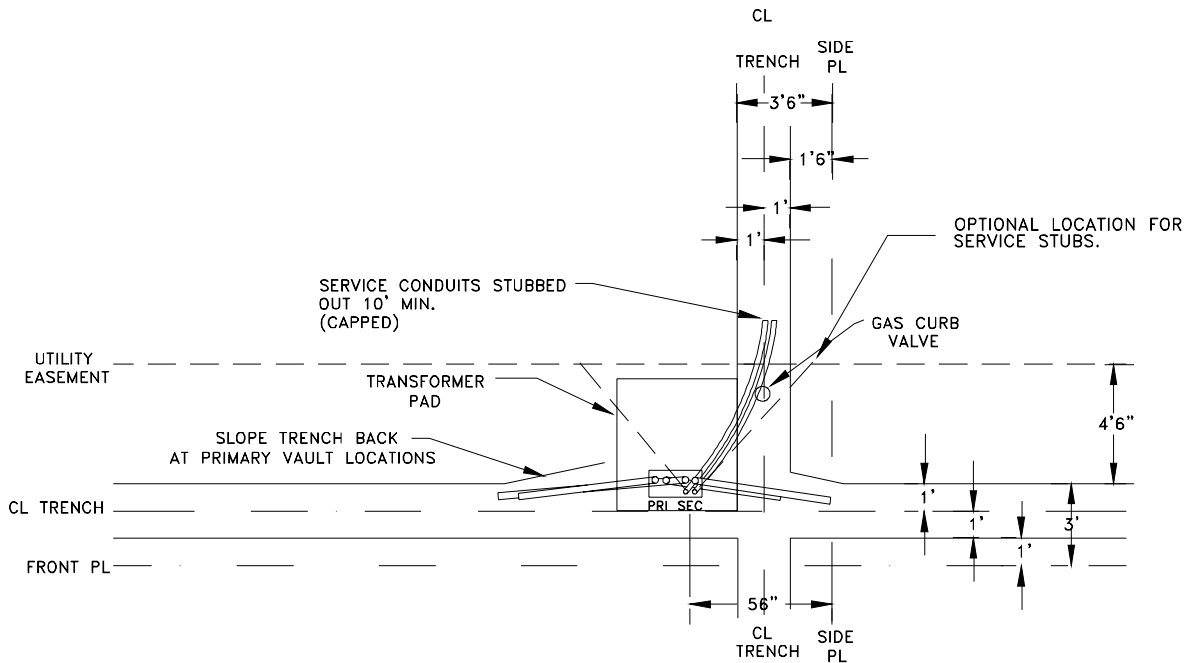 CL
TRENCH
SIDE
PL
3'6"
1'6"
1'
1'
OPTIONAL LOCATION FOR
SERVICE STUBS.
SERVICE CONDUITS STUBBED
OUT 10' MIN.
(CAPPED)
GAS CURB
VALVE
UTILITY
EASEMENT
TRANSFORMER
PAD
4'6"
SLOPE TRENCH BACK
AT PRIMARY VAULT LOCATIONS
CL TRENCH
PRI SEC
1'
1'
3'
1'
FRONT PL
56"
CL
TRENCH
SIDE
PL